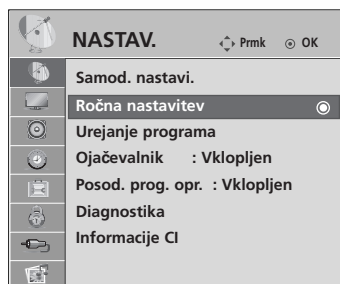 NASTAV. Prmk OK
Samod. nastavi.
Ročna nastavitev
Urejanje programa
Ojačevalnik : Vklopljen
Posod. prog. opr. : Vklopljen
Diagnostika
Informacije CI